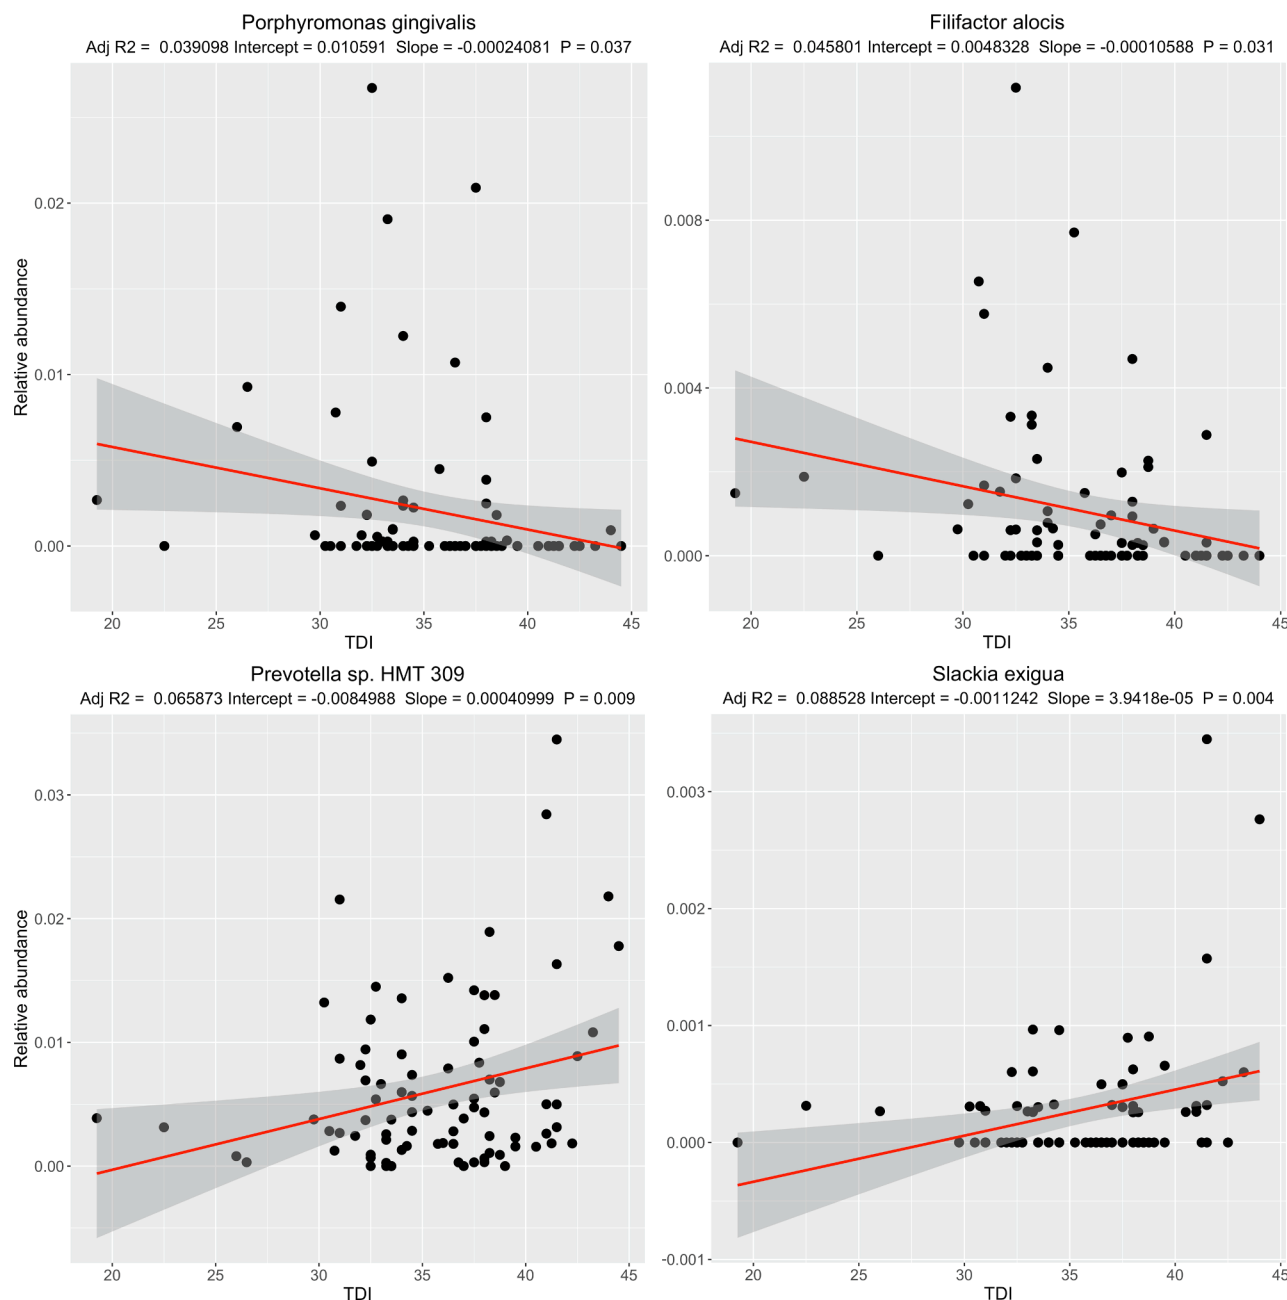 Porphyromonas gingivalis
Adj R2 =  0.039098 Intercept = 0.010591  Slope = -0.00024081  P = 0.037
Relative abundance
0.02
0.01
0.00
20 25 30 35 40 45
TDI
Filifactor alocis
Adj R2 =  0.045801 Intercept = 0.0048328  Slope = -0.00010588  P = 0.031
0.008
0.004
0.000
20 25 30 35 40 45
TDI
Prevotella sp. HMT 309
Adj R2 =  0.065873 Intercept = -0.0084988  Slope = 0.00040999  P = 0.009
Relative abundance
0.03
0.02
0.01
0.00
20 25 30 35 40 45
TDI
Slackia exigua
Adj R2 =  0.088528 Intercept = -0.0011242  Slope = 3.9418e-05  P = 0.004
0.003
0.002
0.001
0.000
-0.001
20 25 30 35 40 45
TDI